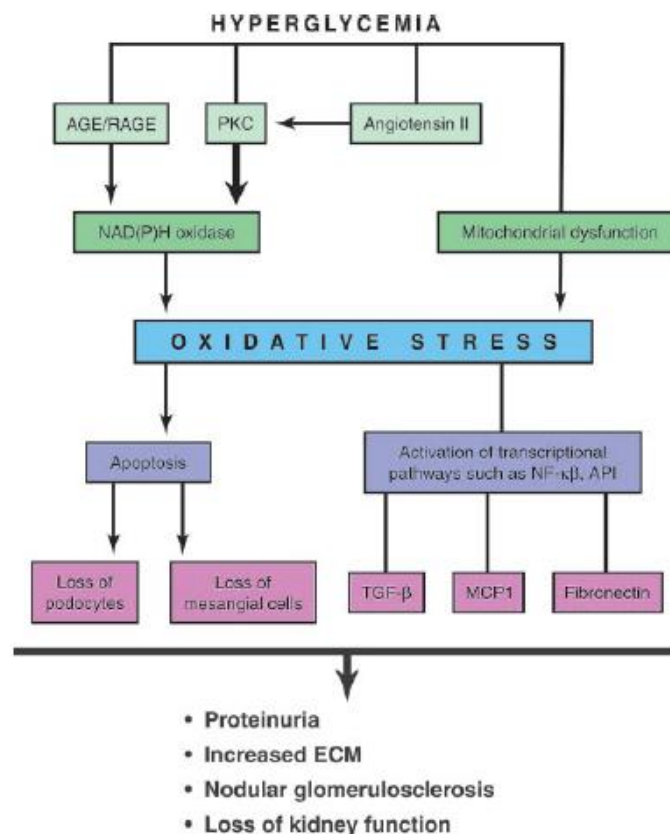 HYPERGLYCEMIA
AGE/RAGE
PKC
Angiotensin II
NAD(P)H oxidase
Mitochondrial dysfunction
OXIDATIVE STRESS
Apoptosis
Activation of transcriptional
pathways such as NF-κβ, API
Loss of
podocytes
Loss of
mesangial cells
TGF-β
MCP1
Fibronectin
• Proteinuria
• Increased ECM
• Nodular glomerulosclerosis
• Loss of kidney function